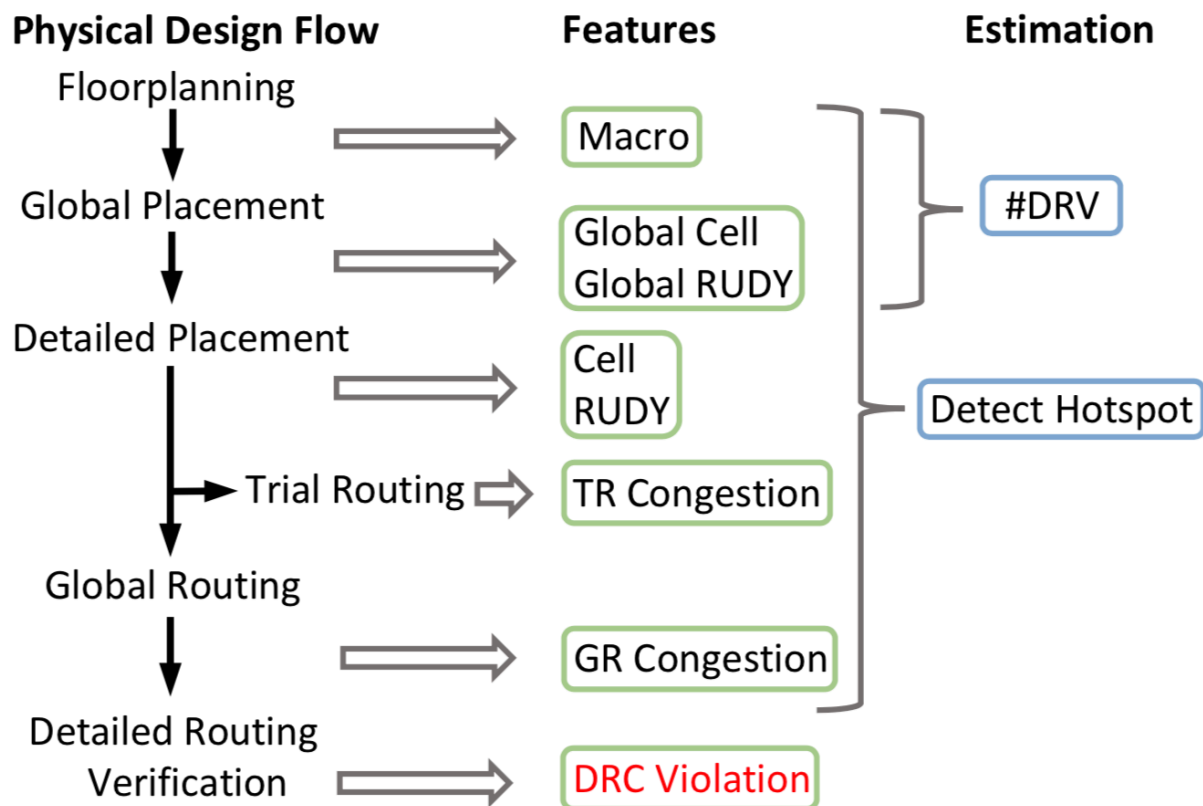 Physical Design Flow
Features
Estimation
Floorplanning
Macro
Global Placement
#DRV
Global Cell
Global RUDY
Detailed Placement
Cell
RUDY
Detect Hotspot
Trial Routing
TR Congestion
Global Routing
GR Congestion
Detailed Routing
Verification
DRC Violation